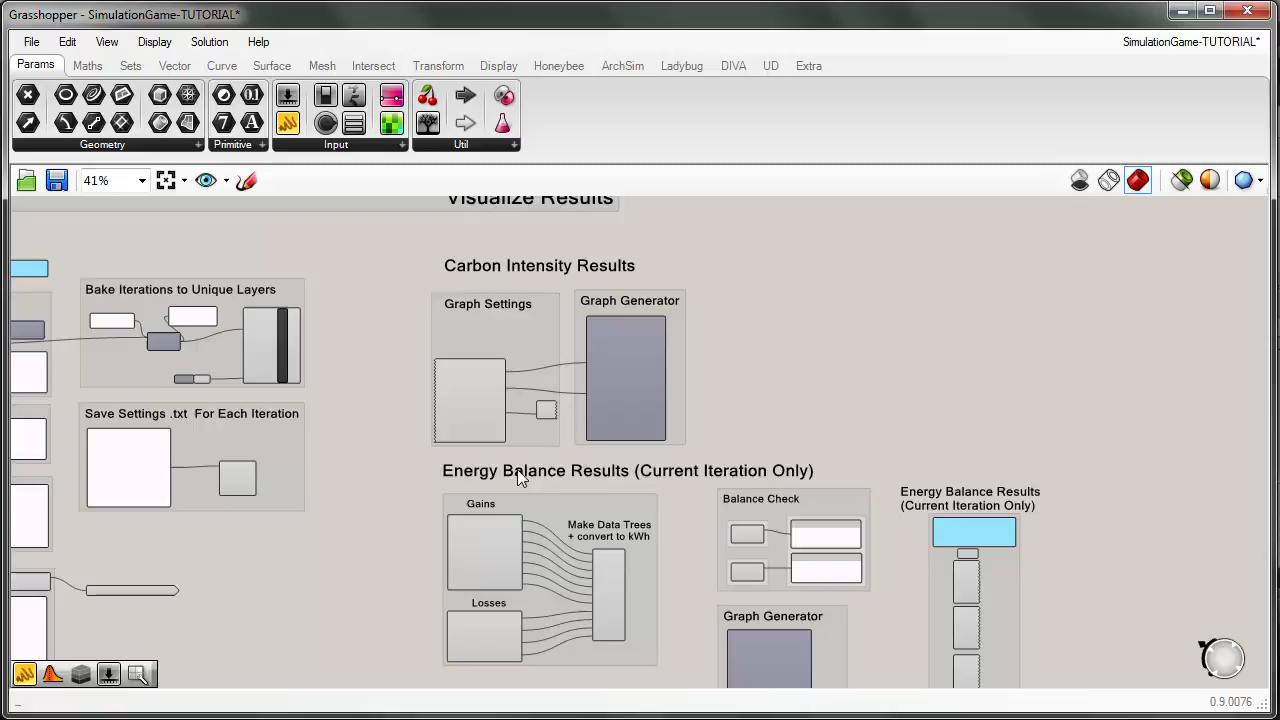 Grasshopper - SimulationGame-TUTORIAL*
File Edit View Display Solution Help
SimulationGame-TUTORIAL*
Params Maths Sets Vector Curve Surface Mesh Intersect Transform Display Honeybee ArchSim Ladybug DIVA UD Extra
Geometry Primitive Input Util
41%
Visualize Results
Carbon Intensity Results
Bake Iterations to Unique Layers
Graph Settings
Graph Generator
Save Settings .txt For Each Iteration
Energy Balance Results (Current Iteration Only)
Gains
Make Data Trees
+ convert to kWh
Losses
Balance Check
Graph Generator
Energy Balance Results
(Current Iteration Only)
0.9.0076